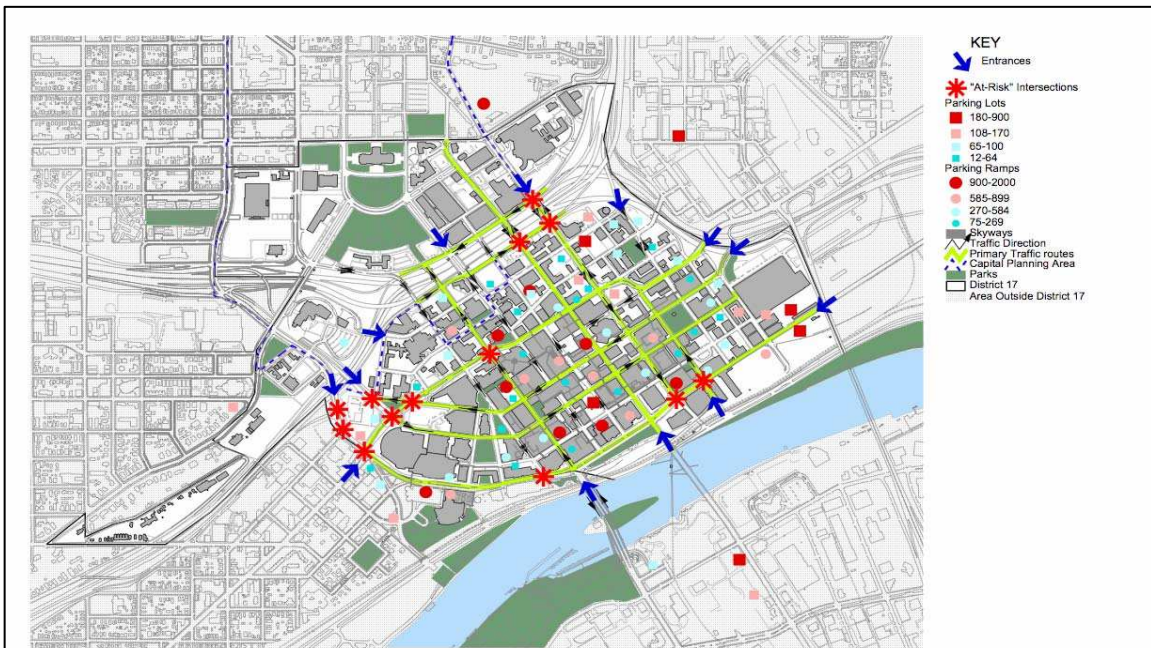 KEY
Entrances
"At-Risk" Intersections
Parking Lots
180-900
108-170
65-100
12-64
Parking Ramps
900-2000
585-899
270-584
75-269
Skyways
Traffic Direction
Primary Traffic routes
Capital Planning Area
Parks
District 17
Area Outside District 17